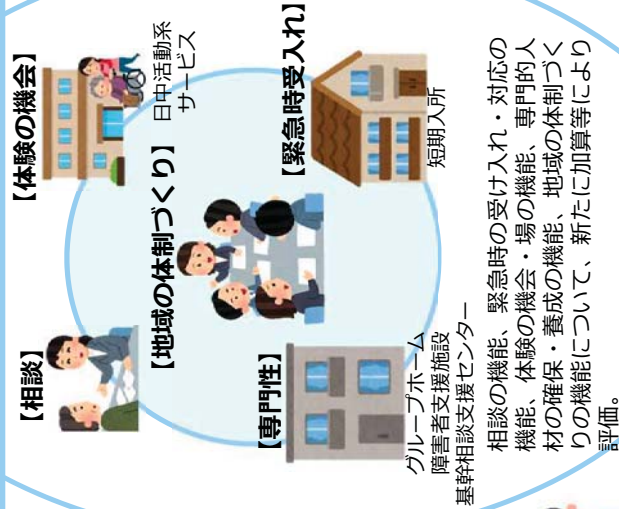 【相談】
【体験の機会】
日中活動系
サービス
【地域の体制づくり】
【専門性】
【緊急時受入れ】
グループホーム
障害者支援施設
基幹相談支援センター
短期入所
相談の機能、緊急時の受け入れ・対応の
機能、体験の機会・場の機能、専門的人
材の確保・養成の機能、地域の体制づく
りの機能について、新たに加算等により
評価。